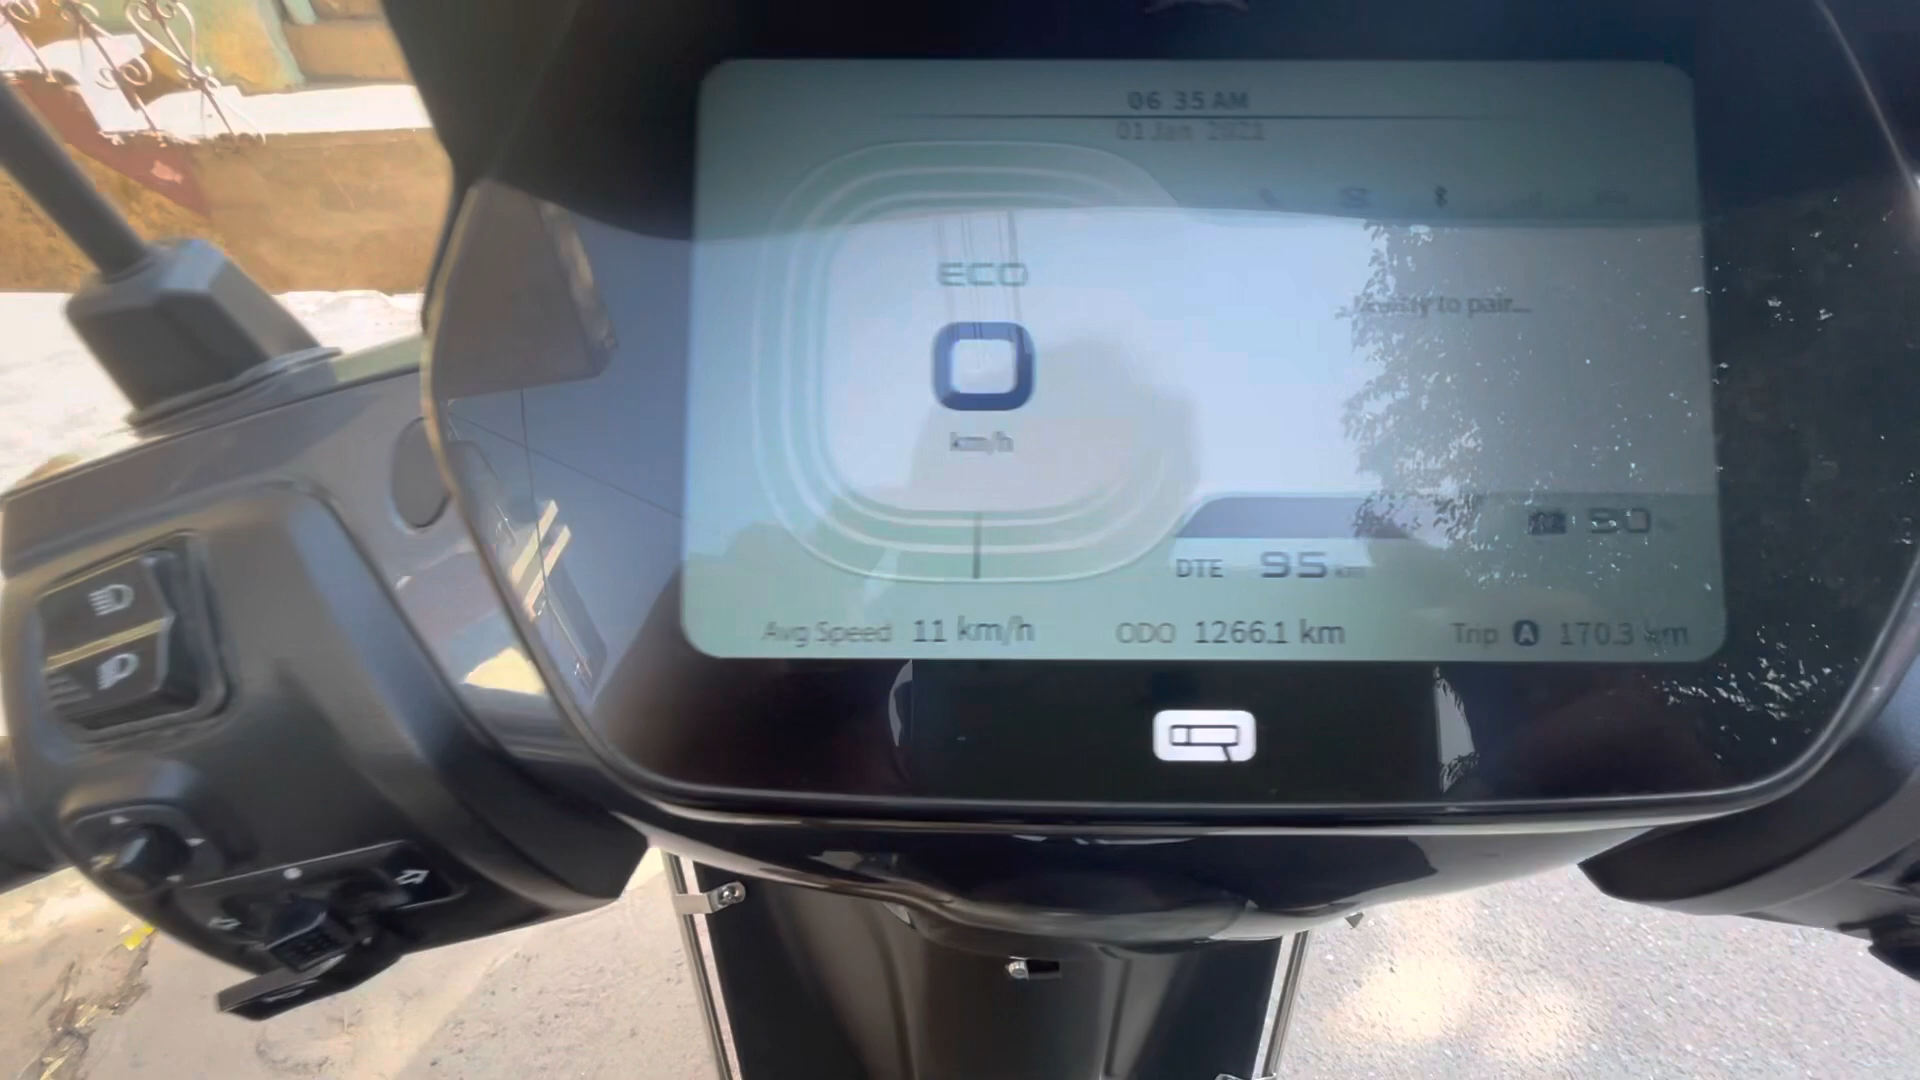 06 35 AM
01 Jan 2021
ECO
0
km/h
to pair...
DTE 95 km
Avg Speed 11 km/h
ODO 1266.1 km
Trip A 170.3 km